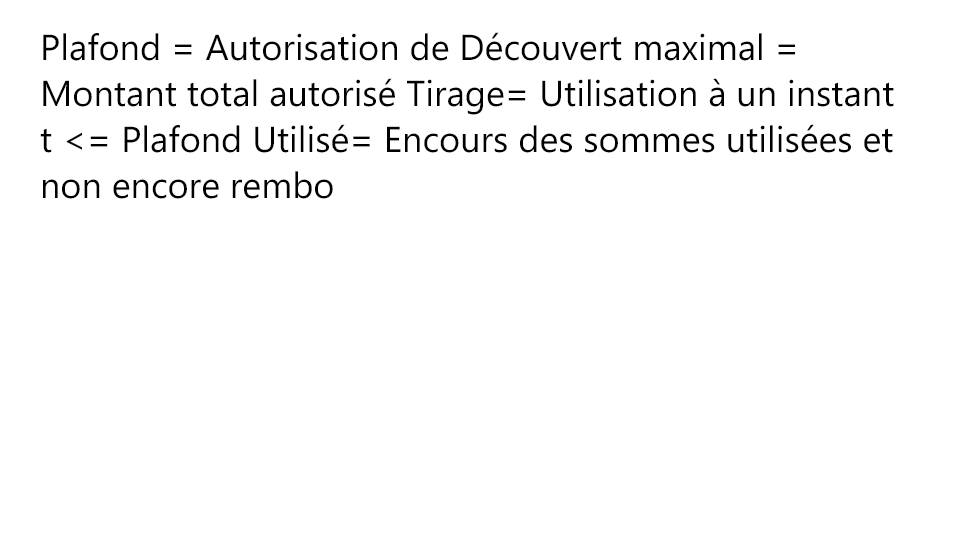 Plafond = Autorisation de Découvert maximal =
Montant total autorisé Tirage= Utilisation à un instant
t <= Plafond Utilisé= Encours des sommes utilisées et
non encore rembo